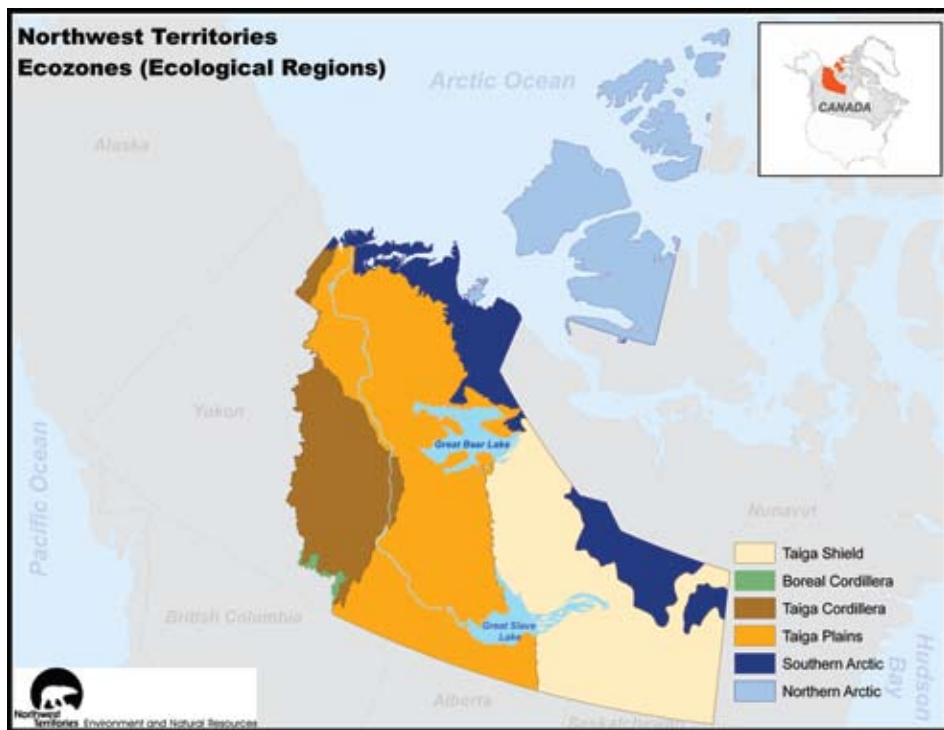 Northwest Territories
Ecozones (Ecological Regions)
Arctic Ocean
CANADA
Alaska
Yukon
Great Bear Lake
Pacific Ocean
Nunavut
Taiga Shield
Boreal Cordillera
Taiga Cordillera
Taiga Plains
Southern Arctic
Northern Arctic
British Columbia
Great Slave
Lake
Hudson
Bay
Alberta
Saskatchewan
Northwest
Territories Environment and Natural Resources